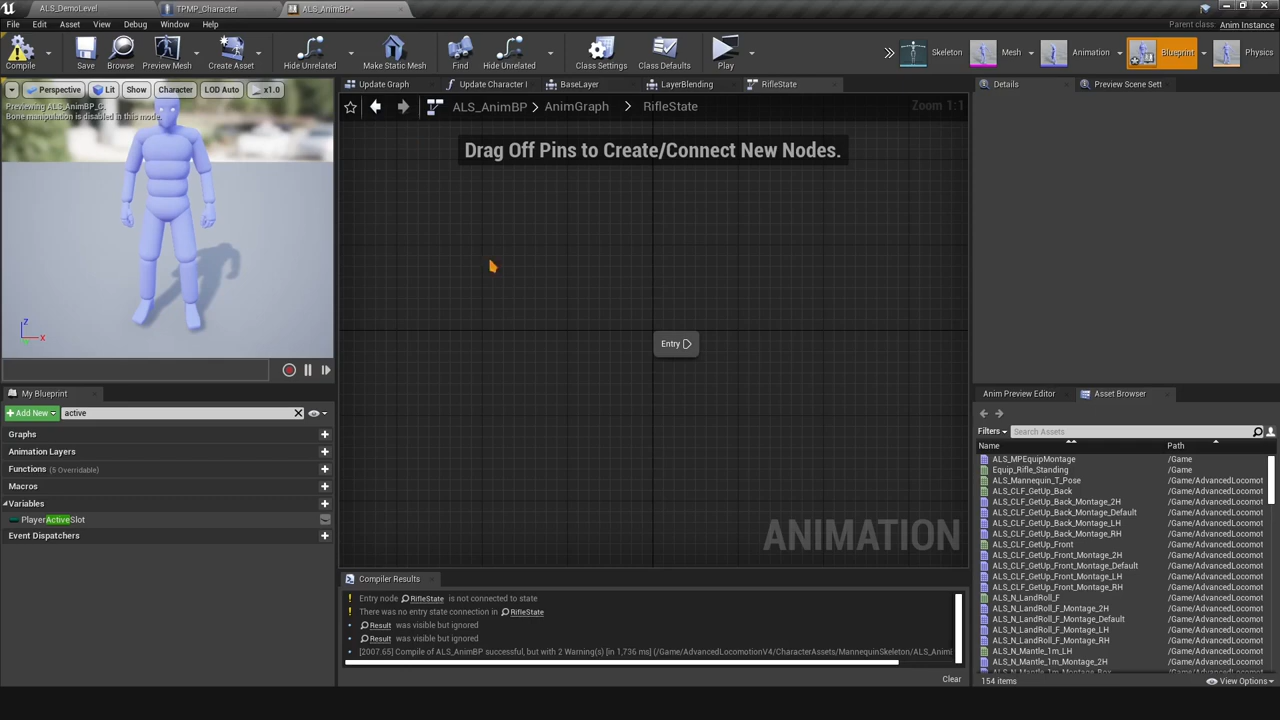 ALS_DemoLevel TPMP_Character ALS_AnimBP*
File Edit Asset View Debug Window Help
Parent class: Anim Instance
Compile Save Browse Preview Mesh Create Asset Hide Unrelated Make Static Mesh Find Hide Unrelated Class Settings Class Defaults Play
Skeleton Mesh Animation Blueprint Physics
Perspective Lit Show Character LOD Auto x1.0
Previewing ALS_AnimBP_C.
Bone manipulation is disabled in this mode.
Z
X
Update Graph Update Character I BaseLayer LayerBlending RifleState
ALS_AnimBP > AnimGraph > RifleState
Zoom 1:1
Drag Off Pins to Create/Connect New Nodes.
Entry
ANIMATION
Details Preview Scene Sett
My Blueprint
+ Add New active
Graphs
Animation Layers
Functions (5 Overridable)
Macros
Variables
PlayerActiveSlot
Event Dispatchers
Compiler Results
Entry node RifleState is not connected to state
There was no entry state connection in RifleState
Result was visible but ignored
Result was visible but ignored
[2007.65] Compile of ALS_AnimBP successful, but with 2 Warning(s) [in 1,736 ms] (/Game/AdvancedLocomotionV4/CharacterAssets/MannequinSkeleton/ALS_Anim
Clear
Anim Preview Editor Asset Browser
Filters Search Assets
Name Path
ALS_MPEquipMontage /Game
Equip_Rifle_Standing /Game
ALS_Mannequin_T_Pose /Game/AdvancedLocomot
ALS_CLF_GetUp_Back /Game/AdvancedLocomot
ALS_CLF_GetUp_Back_Montage_2H /Game/AdvancedLocomot
ALS_CLF_GetUp_Back_Montage_Default /Game/AdvancedLocomot
ALS_CLF_GetUp_Back_Montage_LH /Game/AdvancedLocomot
ALS_CLF_GetUp_Back_Montage_RH /Game/AdvancedLocomot
ALS_CLF_GetUp_Front /Game/AdvancedLocomot
ALS_CLF_GetUp_Front_Montage_2H /Game/AdvancedLocomot
ALS_CLF_GetUp_Front_Montage_Default /Game/AdvancedLocomot
ALS_CLF_GetUp_Front_Montage_LH /Game/AdvancedLocomot
ALS_CLF_GetUp_Front_Montage_RH /Game/AdvancedLocomot
ALS_N_LandRoll_F /Game/AdvancedLocomot
ALS_N_LandRoll_F_Montage_2H /Game/AdvancedLocomot
ALS_N_LandRoll_F_Montage_Default /Game/AdvancedLocomot
ALS_N_LandRoll_F_Montage_LH /Game/AdvancedLocomot
ALS_N_LandRoll_F_Montage_RH /Game/AdvancedLocomot
ALS_N_Mantle_1m_LH /Game/AdvancedLocomot
ALS_N_Mantle_1m_Montage_2H /Game/AdvancedLocomot
154 items View Options